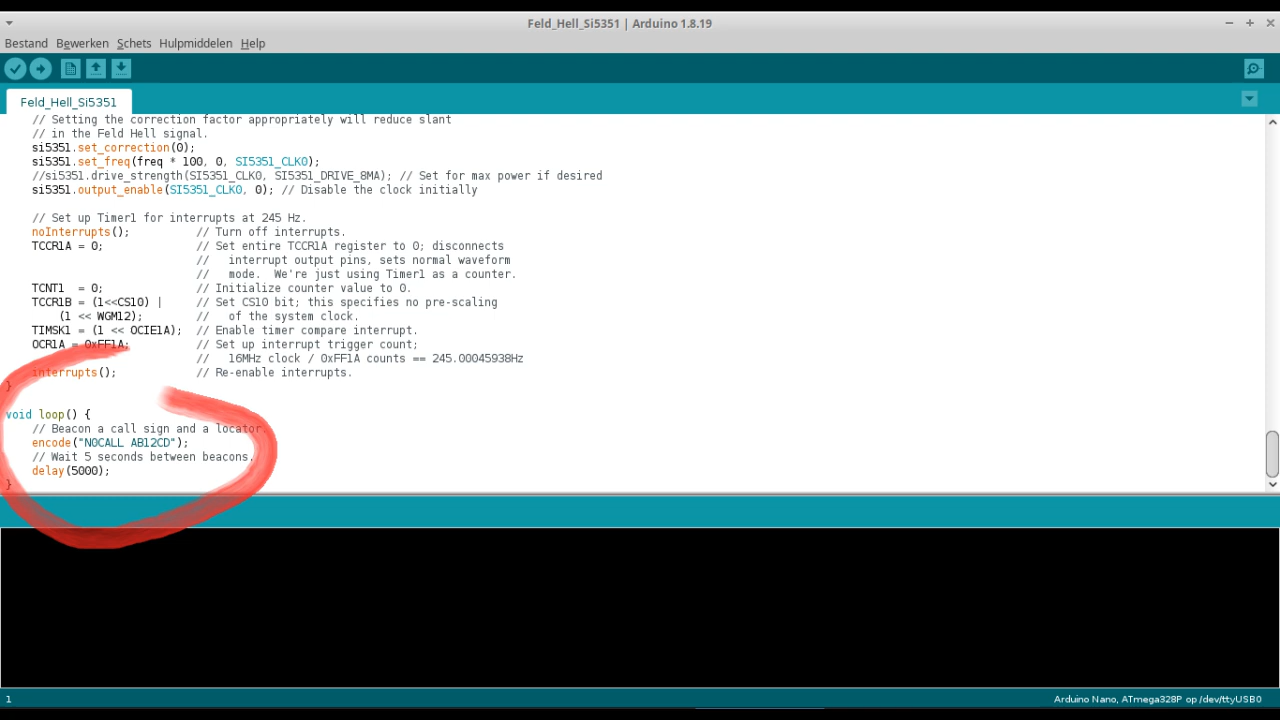 Feld_Hell_Si5351 | Arduino 1.8.19
Bestand Bewerken Schets Hulpmiddelen Help
Feld_Hell_Si5351
// Setting the correction factor appropriately will reduce slant
// in the Feld Hell signal.
si5351.set_correction(0);
si5351.set_freq(freq * 100, 0, SI5351_CLK0);
//si5351.drive_strength(SI5351_CLK0, SI5351_DRIVE_8MA); // Set for max power if desired
si5351.output_enable(SI5351_CLK0, 0); // Disable the clock initially
// Set up Timer1 for interrupts at 245 Hz.
noInterrupts(); // Turn off interrupts.
TCCR1A = 0; // Set entire TCCR1A register to 0; disconnects
// interrupt output pins, sets normal waveform
// mode. We're just using Timer1 as a counter.
TCNT1 = 0; // Initialize counter value to 0.
TCCR1B = (1<<CS10) | // Set CS10 bit; this specifies no pre-scaling
(1 << WGM12); // of the system clock.
TIMSK1 = (1 << OCIE1A); // Enable timer compare interrupt.
OCR1A = 0xFF1A; // Set up interrupt trigger count;
// 16MHz clock / 0xFF1A counts == 245.00045938Hz
interrupts(); // Re-enable interrupts.
}
void loop() {
// Beacon a call sign and a locator.
encode("N0CALL AB12CD");
// Wait 5 seconds between beacons.
delay(5000);
}
1 Arduino Nano, ATmega328P op /dev/ttyUSB0